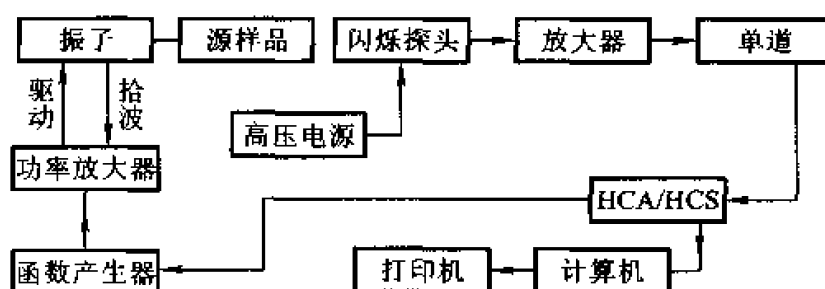 振子
源样品
闪烁探头
放大器
单道
驱动
拾波
高压电源
功率放大器
HCA/HCS
函数产生器
打印机
计算机